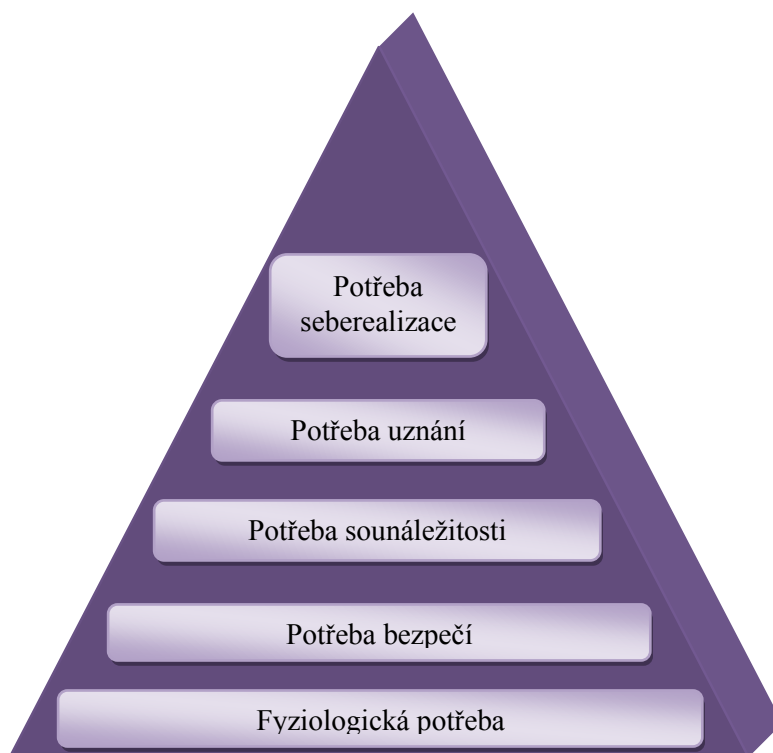 Potřeba
seberealizace
Potřeba uznání
Potřeba sounáležitosti
Potřeba bezpečí
Fyziologická potřeba